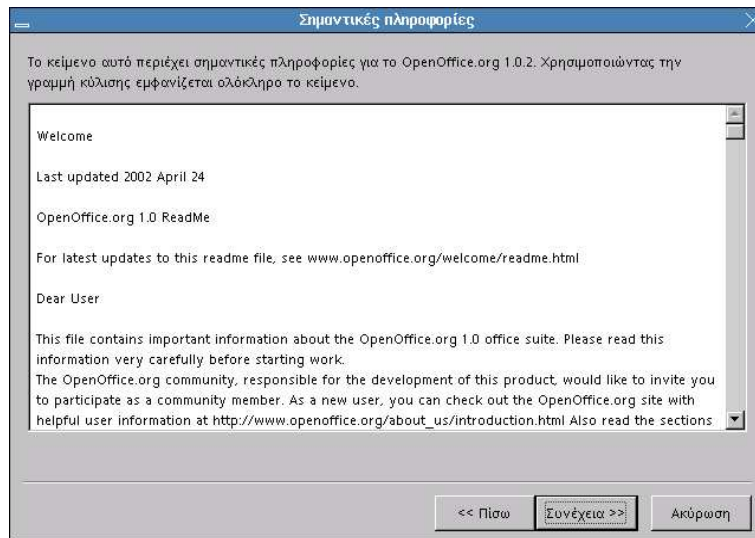 Σημαντικές πληροφορίες
Το κείμενο αυτό περιέχει σημαντικές πληροφορίες για το OpenOffice.org 1.0.2. Χρησιμοποιώντας την
γραμμή κύλισης εμφανίζεται ολόκληρο το κείμενο.
Welcome
Last updated 2002 April 24
OpenOffice.org 1.0 ReadMe
For latest updates to this readme file, see www.openoffice.org/welcome/readme.html
Dear User
This file contains important information about the OpenOffice.org 1.0 office suite. Please read this
information very carefully before starting work.
The OpenOffice.org community, responsible for the development of this product, would like to invite you
to participate as a community member. As a new user, you can check out the OpenOffice.org site with
helpful user information at http://www.openoffice.org/about_us/introduction.html Also read the sections
<< Πίσω Συνέχεια >> Ακύρωση